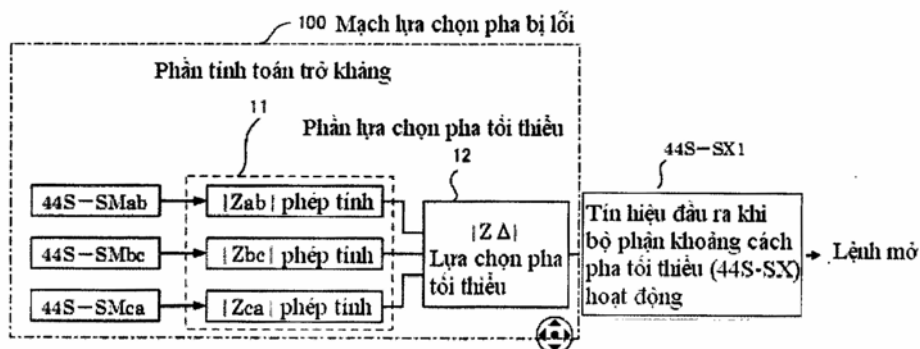 100 Mạch lựa chọn pha bị lỗi
Phần tính toán trở kháng
11
Phần lựa chọn pha tối thiểu
12
44S-SX1
44S-SMab
|Zab| phép tính
44S-SMbc
|Zbc| phép tính
44S-SMca
|Zca| phép tính
|ZΔ|
Lựa chọn pha
tối thiểu
Tín hiệu đầu ra khi
bộ phận khoảng cách
pha tối thiểu (44S-SX)
hoạt động
Lệnh mở